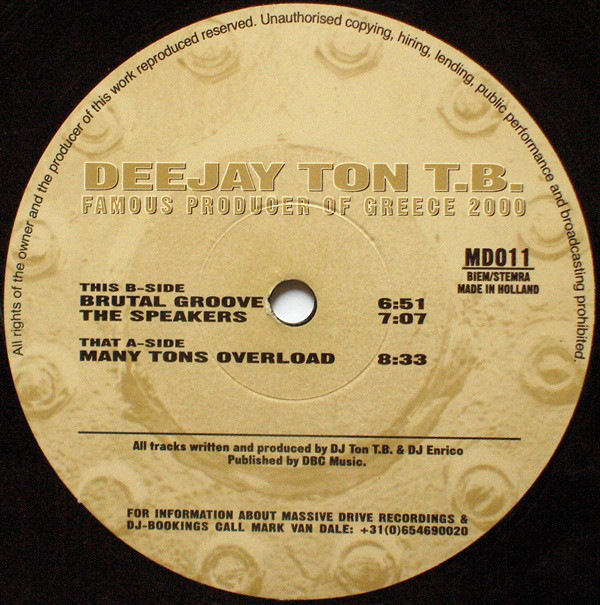 All rights of the owner and the producer of this work reproduced reserved. Unauthorised copying, hiring, lending, public performance and broadcasting prohibited.
DEEJAY TON T.B.
FAMOUS PRODUCER OF GREECE 2000
MD011
BIEM/STEMRA
MADE IN HOLLAND
THIS B-SIDE
BRUTAL GROOVE 6:51
THE SPEAKERS 7:07
THAT A-SIDE
MANY TONS OVERLOAD 8:33
All tracks written and produced by DJ Ton T.B. & DJ Enrico
Published by DBC Music.
FOR INFORMATION ABOUT MASSIVE DRIVE RECORDINGS &
DJ-BOOKINGS CALL MARK VAN DALE: +31(0)654690020